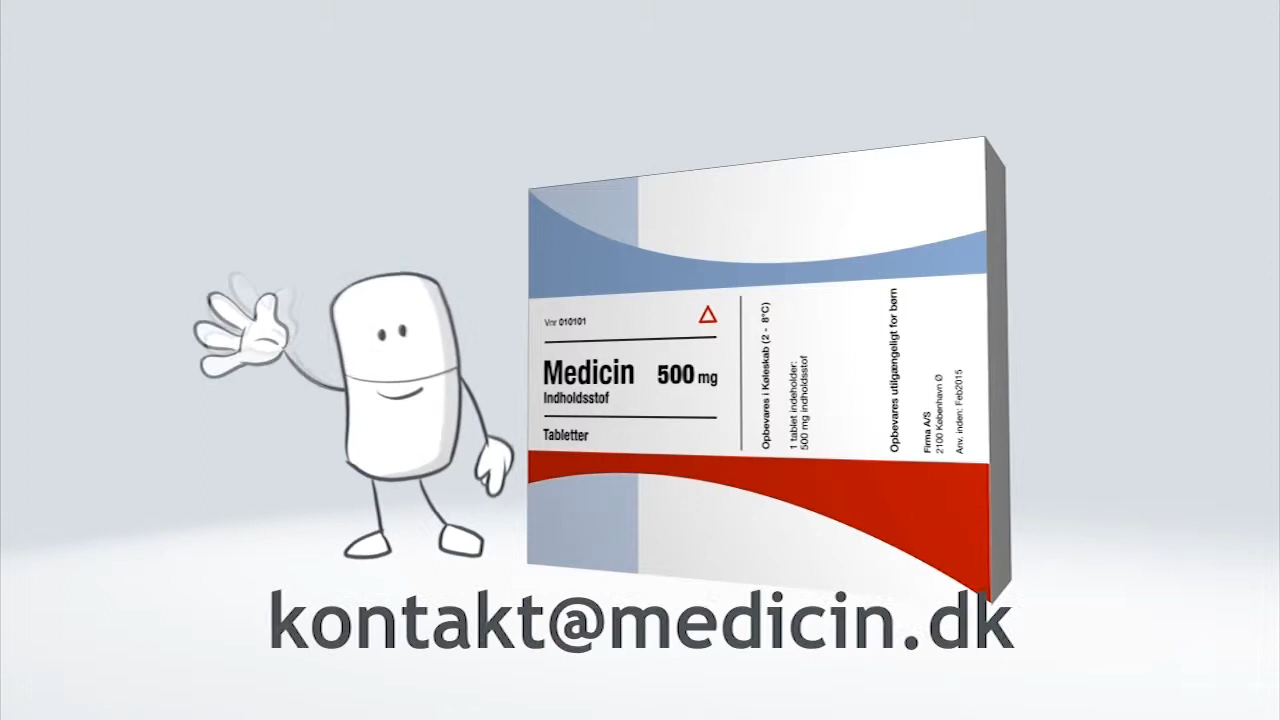 Vnr 010101
Medicin 500 mg
Indholdsstof
Tabletter
Opbevares i Køleskab (2 - 8°C)
1 tablet indeholder:
500 mg indholdsstof
Opbevares utilgængeligt for børn
Firma A/S
2100 København Ø
Anv. inden: Feb2015
kontakt@medicin.dk